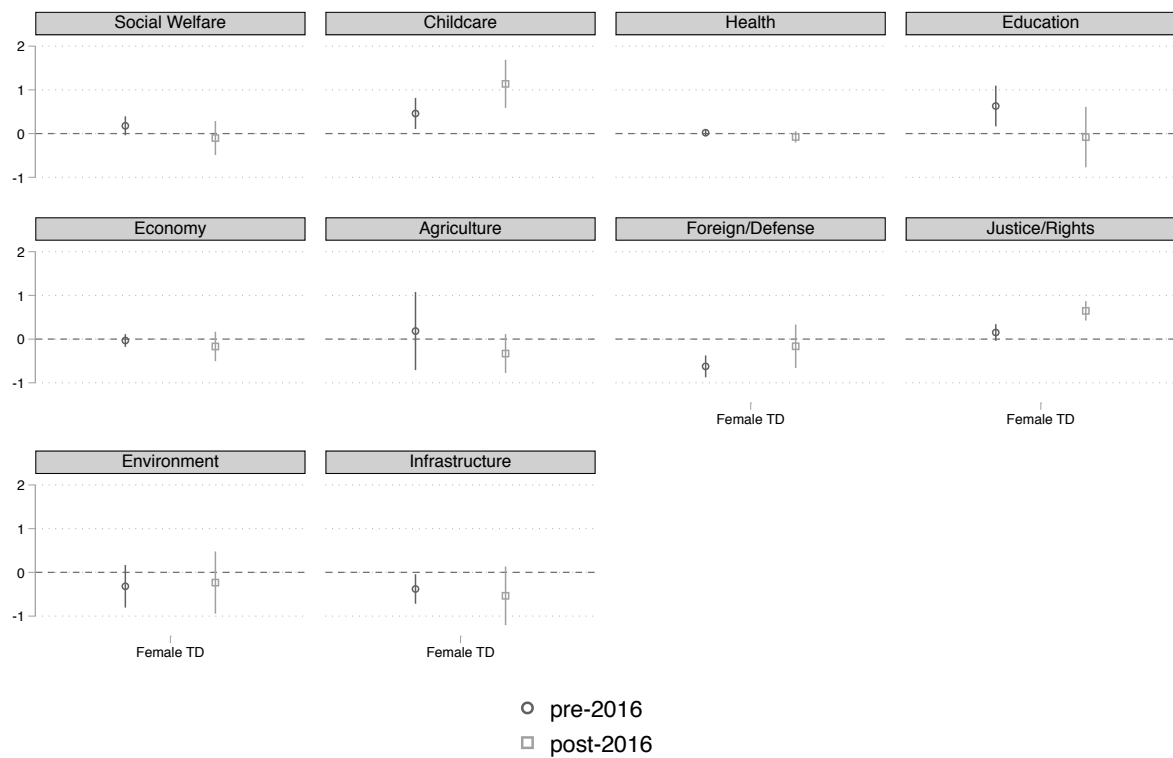 Social Welfare Childcare Health Education
2
1
0
-1
Economy Agriculture Foreign/Defense Justice/Rights
2
1
0
-1
Female TD Female TD
Environment Infrastructure
2
1
0
-1
Female TD Female TD
pre-2016
post-2016